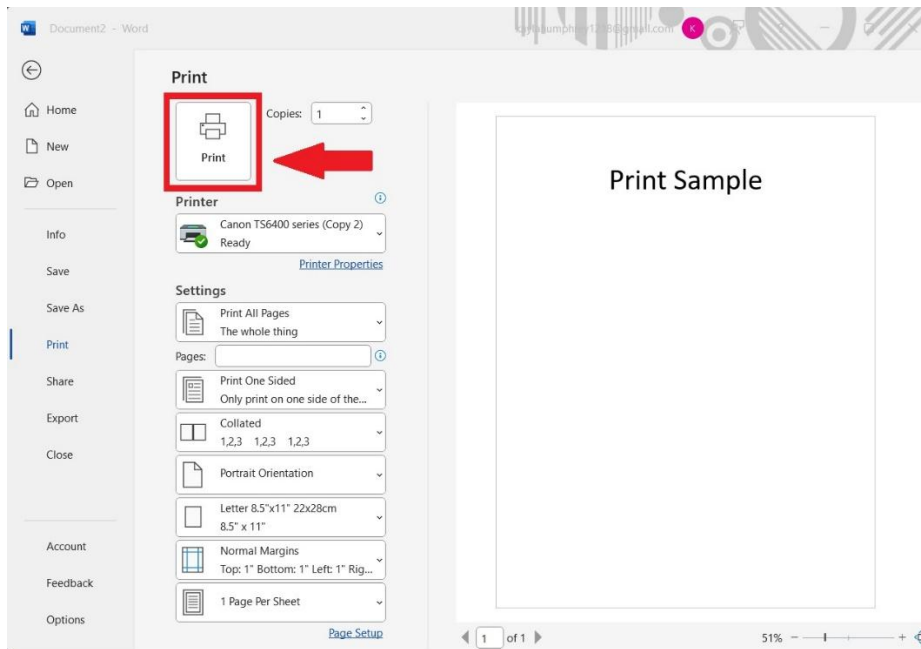 Document2 - Word
K
Print
Home
New
Open
Info
Save
Save As
Print
Share
Export
Close
Account
Feedback
Options
Print
Copies: 1
Printer
Canon TS6400 series (Copy 2)
Ready
Printer Properties
Settings
Print All Pages
The whole thing
Pages:
Print One Sided
Only print on one side of the...
Collated
1,2,3 1,2,3 1,2,3
Portrait Orientation
Letter 8.5"x11" 22x28cm
8.5" x 11"
Normal Margins
Top: 1" Bottom: 1" Left: 1" Rig...
1 Page Per Sheet
Page Setup
Print Sample
1 of 1
51%